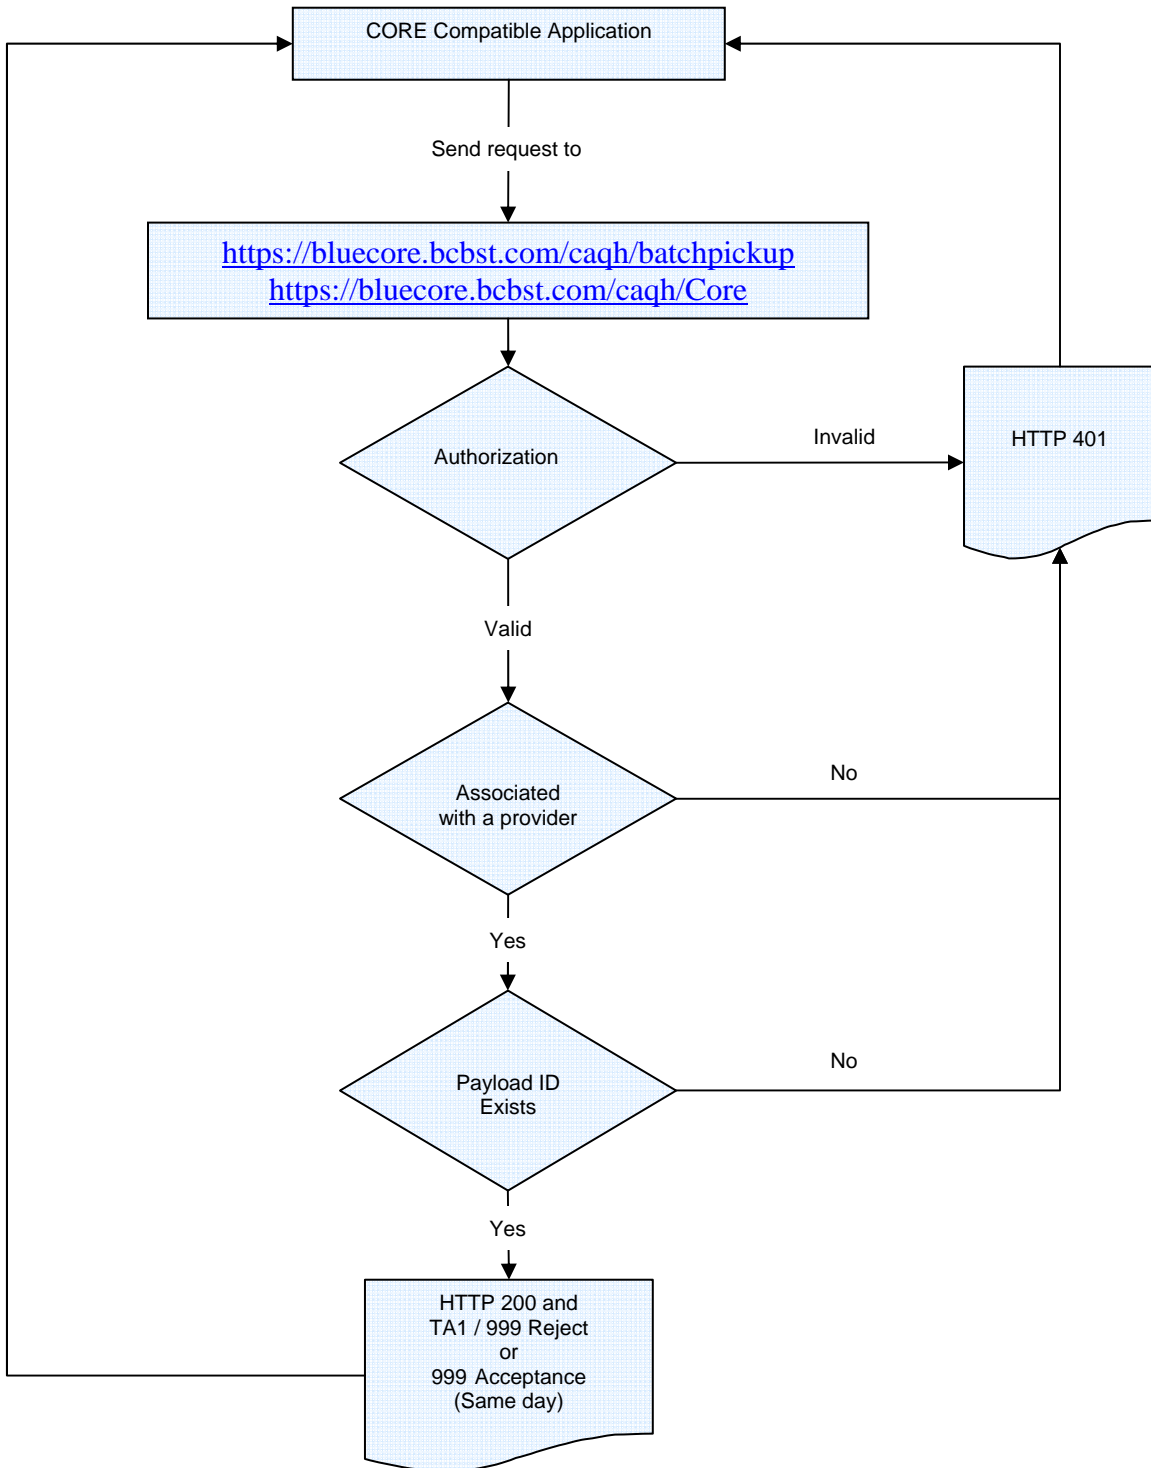 CORE Compatible Application
Send request to
https://bluecore.bcbst.com/caqh/batchpickup
https://bluecore.bcbst.com/caqh/Core
Authorization
Invalid
HTTP 401
Valid
Associated
with a provider
No
Yes
Payload ID
Exists
No
Yes
HTTP 200 and
TA1 / 999 Reject
or
999 Acceptance
(Same day)